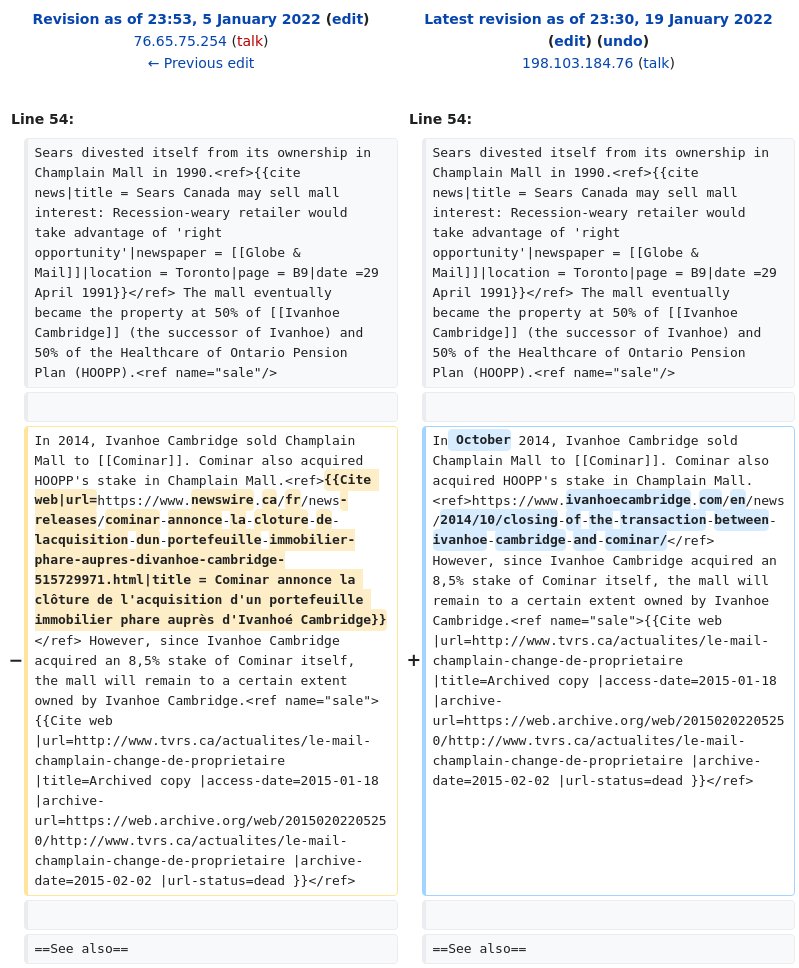 Revision as of 23:53, 5 January 2022 (edit)
76.65.75.254 (talk)
← Previous edit
Line 54:
Sears divested itself from its ownership in
Champlain Mall in 1990.<ref>{{cite
news|title = Sears Canada may sell mall
interest: Recession-weary retailer would
take advantage of 'right
opportunity'|newspaper = [[Globe &
Mail]]|location = Toronto|page = B9|date =29
April 1991}}</ref> The mall eventually
became the property at 50% of [[Ivanhoe
Cambridge]] (the successor of Ivanhoe) and
50% of the Healthcare of Ontario Pension
Plan (HOOPP).<ref name="sale"/>
−
In 2014, Ivanhoe Cambridge sold Champlain
Mall to [[Cominar]]. Cominar also acquired
HOOPP's stake in Champlain Mall.<ref>{{Cite
web|url=https://www.newswire.ca/fr/news-
releases/cominar-annonce-la-cloture-de-
lacquisition-dun-portefeuille-immobilier-
phare-aupres-divanhoe-cambridge-
515729971.html|title = Cominar annonce la
clôture de l'acquisition d'un portefeuille
immobilier phare auprès d'Ivanhoé Cambridge}}
</ref> However, since Ivanhoe Cambridge
acquired an 8,5% stake of Cominar itself,
the mall will remain to a certain extent
owned by Ivanhoe Cambridge.<ref name="sale">
{{Cite web
|url=http://www.tvrs.ca/actualites/le-mail-
champlain-change-de-proprietaire
|title=Archived copy |access-date=2015-01-18
|archive-
url=https://web.archive.org/web/2015020220525
0/http://www.tvrs.ca/actualites/le-mail-
champlain-change-de-proprietaire |archive-
date=2015-02-02 |url-status=dead }}</ref>
==See also==
Latest revision as of 23:30, 19 January 2022
(edit) (undo)
198.103.184.76 (talk)
Line 54:
Sears divested itself from its ownership in
Champlain Mall in 1990.<ref>{{cite
news|title = Sears Canada may sell mall
interest: Recession-weary retailer would
take advantage of 'right
opportunity'|newspaper = [[Globe &
Mail]]|location = Toronto|page = B9|date =29
April 1991}}</ref> The mall eventually
became the property at 50% of [[Ivanhoe
Cambridge]] (the successor of Ivanhoe) and
50% of the Healthcare of Ontario Pension
Plan (HOOPP).<ref name="sale"/>
+
In October 2014, Ivanhoe Cambridge sold
Champlain Mall to [[Cominar]]. Cominar also
acquired HOOPP's stake in Champlain Mall.
<ref>https://www.ivanhoecambridge.com/en/news
/2014/10/closing-of-the-transaction-between-
ivanhoe-cambridge-and-cominar/</ref>
However, since Ivanhoe Cambridge acquired an
8,5% stake of Cominar itself, the mall will
remain to a certain extent owned by Ivanhoe
Cambridge.<ref name="sale">{{Cite web
|url=http://www.tvrs.ca/actualites/le-mail-
champlain-change-de-proprietaire
|title=Archived copy |access-date=2015-01-18
|archive-
url=https://web.archive.org/web/2015020220525
0/http://www.tvrs.ca/actualites/le-mail-
champlain-change-de-proprietaire |archive-
date=2015-02-02 |url-status=dead }}</ref>
==See also==